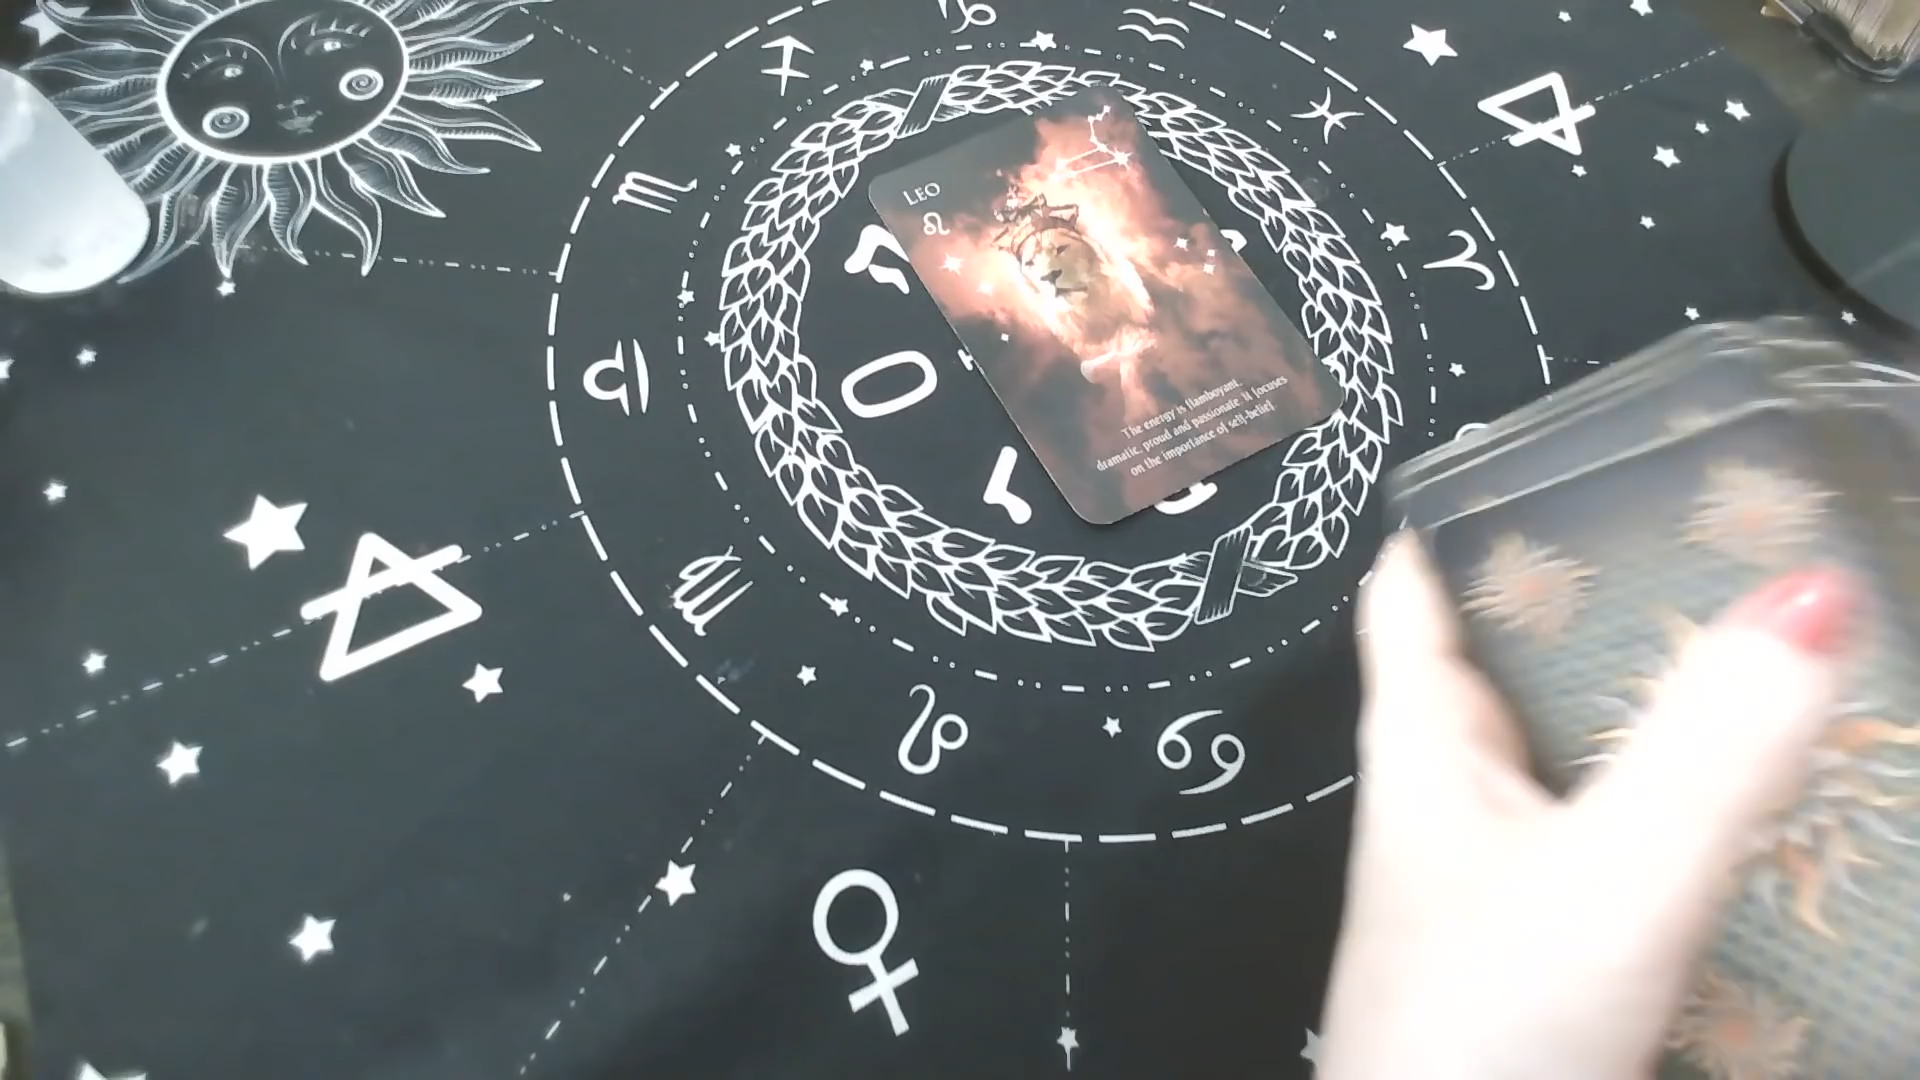 LEO
The energy is flamboyant,
dramatic, proud and passionate. It focuses
on the importance of self-belief.